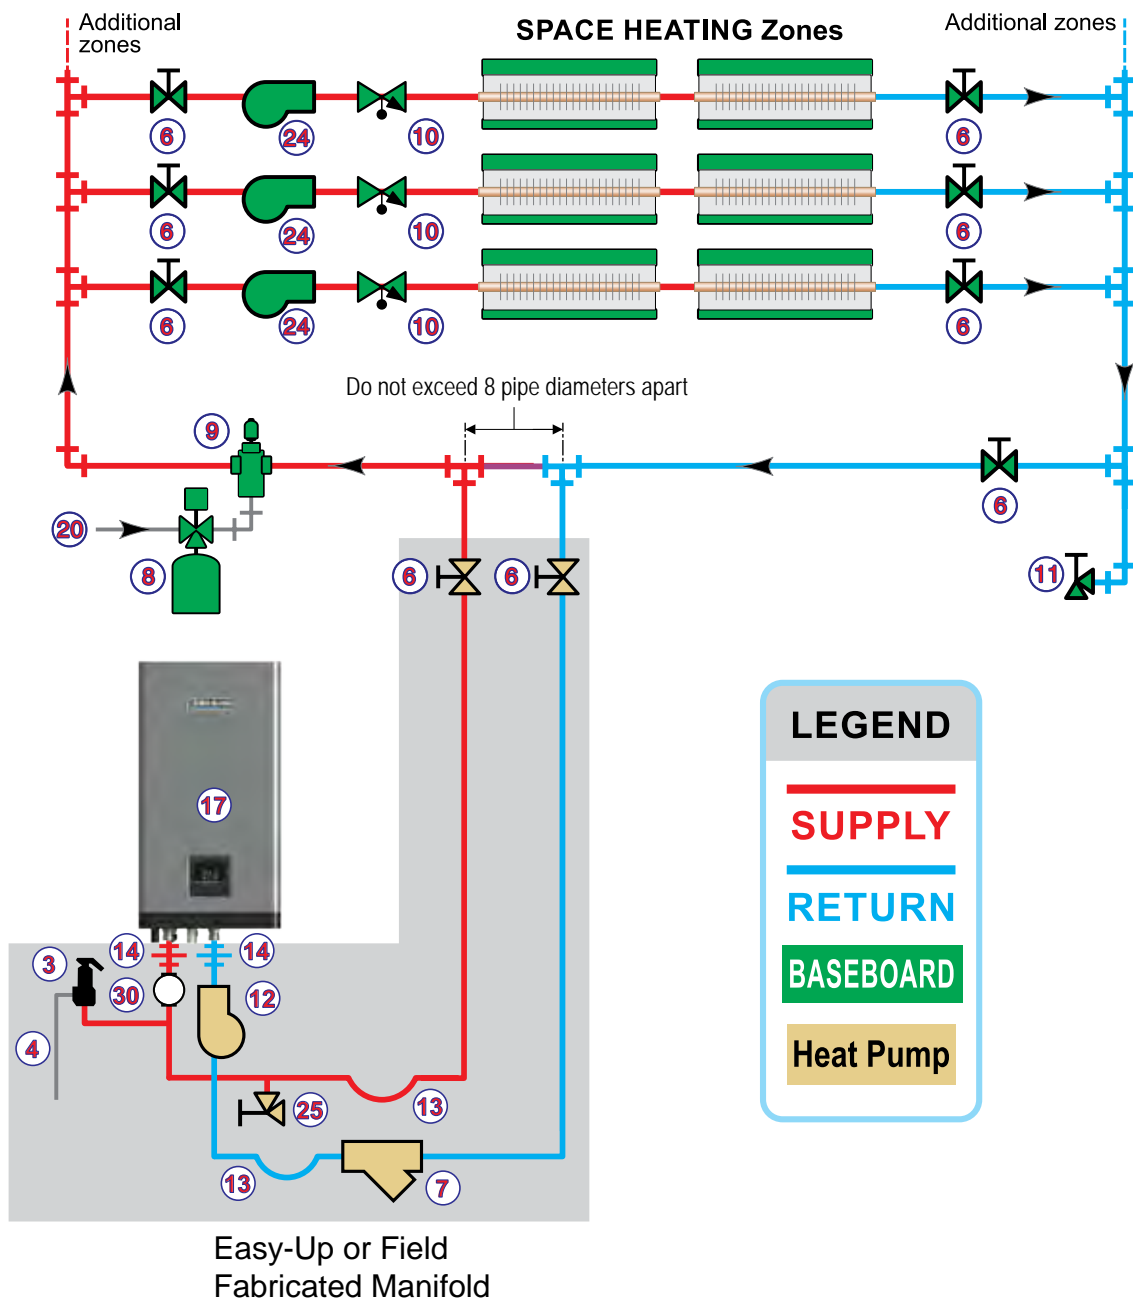 Additional
zones
SPACE HEATING Zones
Additional zones
6
24
10
6
6
24
10
6
6
24
10
6
Do not exceed 8 pipe diameters apart
9
6
20
8
6
6
11
17
LEGEND
SUPPLY
RETURN
BASEBOARD
Heat Pump
3
14
14
30
12
4
25
13
13
7
Easy-Up or Field
Fabricated Manifold